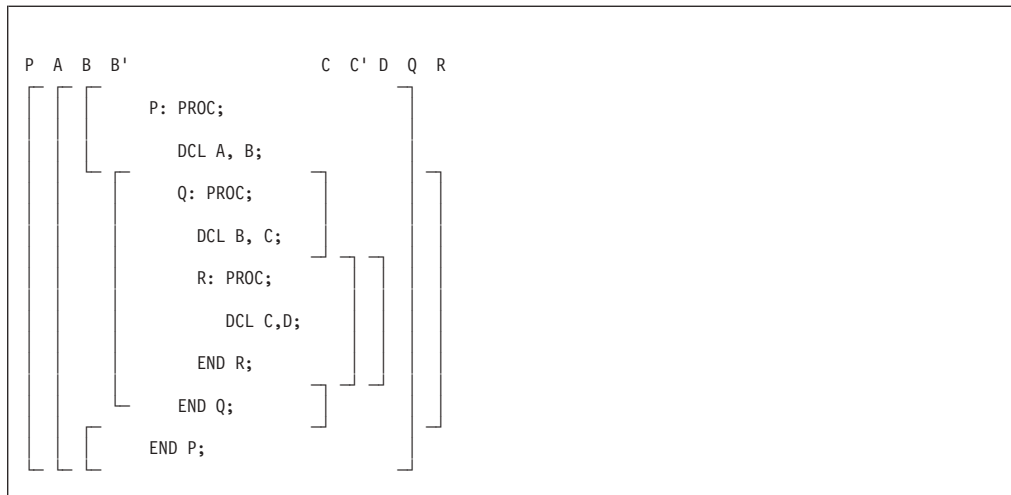 P A B B' C C' D Q R
P: PROC;
DCL A, B;
Q: PROC;
DCL B, C;
R: PROC;
DCL C,D;
END R;
END Q;
END P;